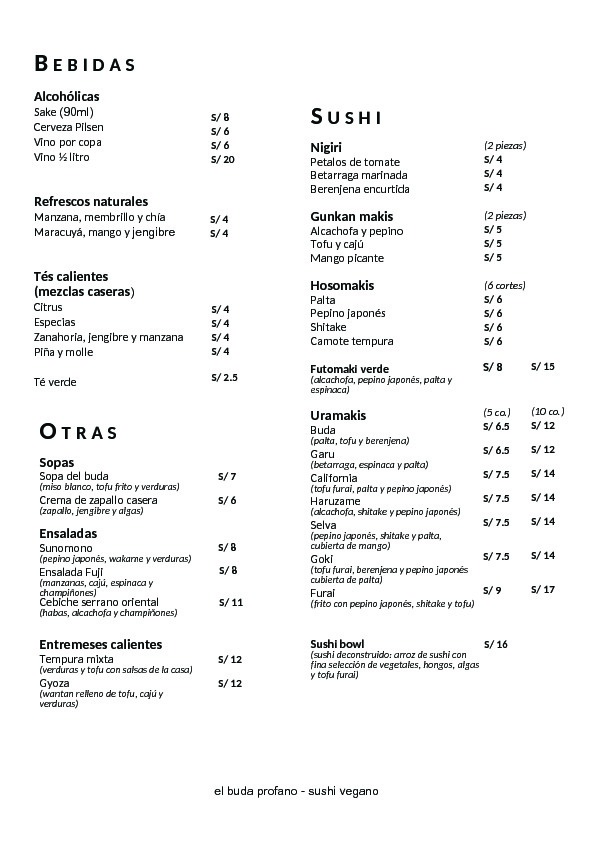 BEBIDAS
Alcohólicas
Sake (90ml) S/ 8
Cerveza Pilsen S/ 6
Vino por copa S/ 6
Vino ½ litro S/ 20
Refrescos naturales
Manzana, membrillo y chía S/ 4
Maracuyá, mango y jengibre S/ 4
Tés calientes
(mezclas caseras)
Citrus S/ 4
Especias S/ 4
Zanahoria, jengibre y manzana S/ 4
Piña y molle S/ 4
Té verde S/ 2.5
OTRAS
Sopas
Sopa del buda S/ 7
(miso blanco, tofu frito y verduras)
Crema de zapallo casera S/ 6
(zapallo, jengibre y algas)
Ensaladas
Sunomono S/ 8
(pepino japonés, wakame y verduras)
Ensalada Fuji S/ 8
(manzanas, cajú, espinaca y
champiñones)
Cebiche serrano oriental S/ 11
(habas, alcachofa y champiñones)
Entremeses calientes
Tempura mixta S/ 12
(verduras y tofu con salsas de la casa)
Gyoza S/ 12
(wantan relleno de tofu, cajú y
verduras)
SUSHI
Nigiri (2 piezas)
Petalos de tomate S/ 4
Betarraga marinada S/ 4
Berenjena encurtida S/ 4
Gunkan makis (2 piezas)
Alcachofa y pepino S/ 5
Tofu y cajú S/ 5
Mango picante S/ 5
Hosomakis (6 cortes)
Palta S/ 6
Pepino japonés S/ 6
Shitake S/ 6
Camote tempura S/ 6
Futomaki verde S/ 8 S/ 15
(alcachofa, pepino japonés, palta y
espinaca)
Uramakis (5 co.) (10 co.)
Buda S/ 6.5 S/ 12
(palta, tofu y berenjena)
Garu S/ 6.5 S/ 12
(betarraga, espinaca y palta)
California S/ 7.5 S/ 14
(tofu furai, palta y pepino japonés)
Haruzame S/ 7.5 S/ 14
(alcachofa, shitake y pepino japonés)
Selva S/ 7.5 S/ 14
(pepino japonés, shitake y palta,
cubierta de mango)
Goki S/ 7.5 S/ 14
(tofu furai, berenjena y pepino japonés
cubierta de palta)
Furai S/ 9 S/ 17
(frito con pepino japonés, shitake y tofu)
Sushi bowl S/ 16
(sushi deconstruido: arroz de sushi con
fina selección de vegetales, hongos, algas
y tofu furai)
el buda profano - sushi vegano